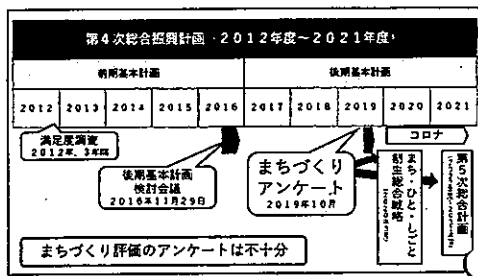 第4次総合振興計画・2012年度～2021年度
前期基本計画
後期基本計画
2012 2013 2014 2015 2016 2017 2018 2019 2020 2021
コロナ
満足度調査
2012年、3年間
後期基本計画
検討会議
2016年11月29日
まちづくり
アンケート
2019年10月
まち・ひと・しごと
創生総合戦略
第5次総合計画
まちづくり評価のアンケートは不十分